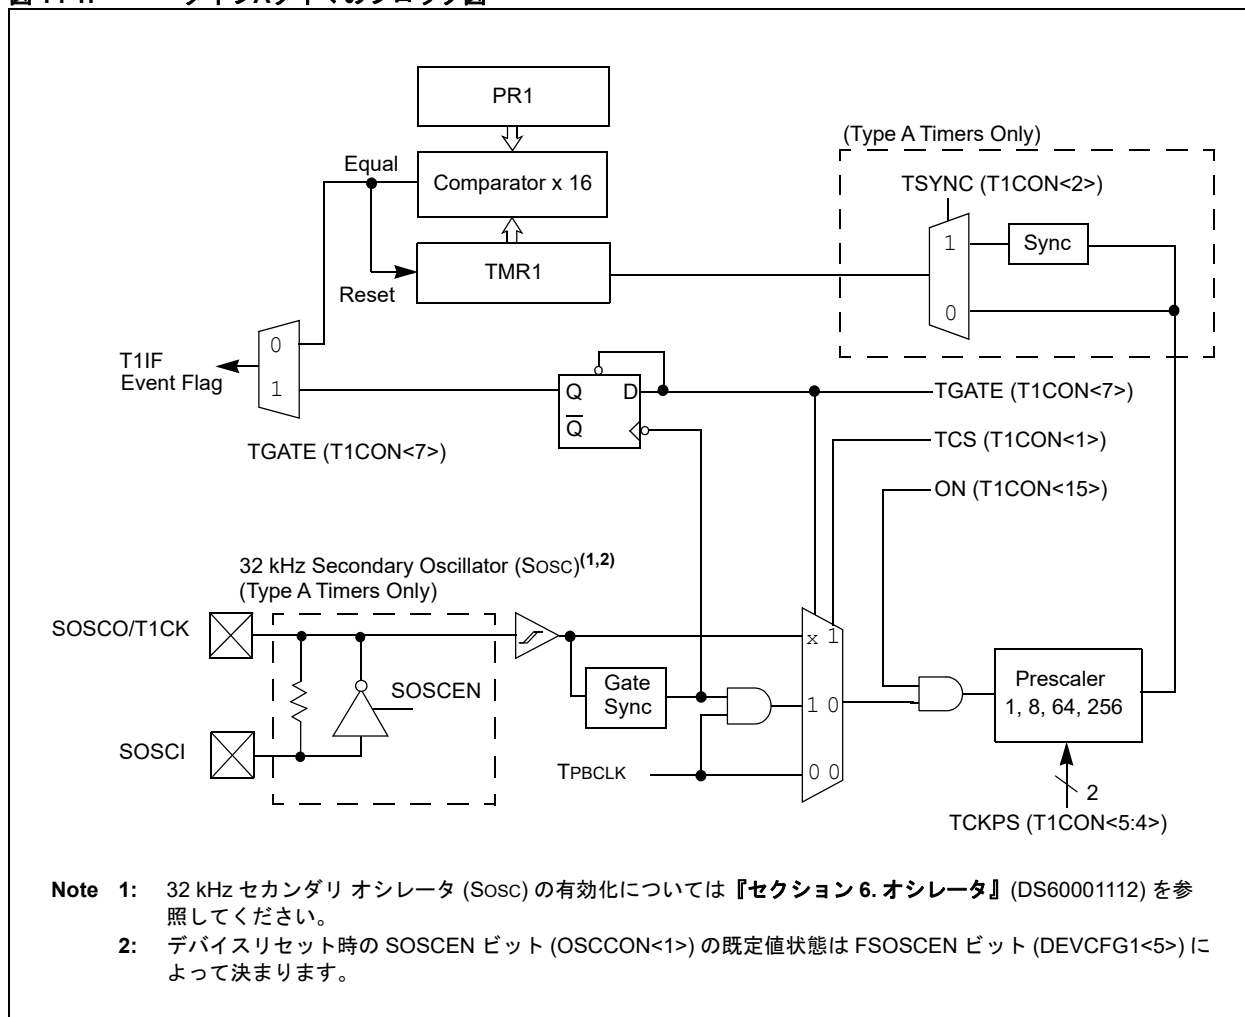 PR1
(Type A Timers Only)
Equal
Comparator x 16
TSYNC (T1CON<2>)
1
Sync
TMR1
Reset
0
0
T1IF
Event Flag
1
Q
D
Q
TGATE (T1CON<7>)
TGATE (T1CON<7>)
TCS (T1CON<1>)
ON (T1CON<15>)
32 kHz Secondary Oscillator (SOSC)(1,2)
(Type A Timers Only)
SOSCO/T1CK
x 1
SOSCEN
Gate
Sync
1 0
Prescaler
1, 8, 64, 256
SOSCI
TPBCLK
0 0
2
TCKPS (T1CON<5:4>)
Note 1: 32 kHz セカンダリ オシレータ (SOSC) の有効化については『セクション 6. オシレータ』(DS60001112) を参
照してください。
2: デバイスリセット時の SOSCEN ビット (OSCCON<1>) の既定値状態は FSOSCEN ビット (DEVCFG1<5>) に
よって決まります。